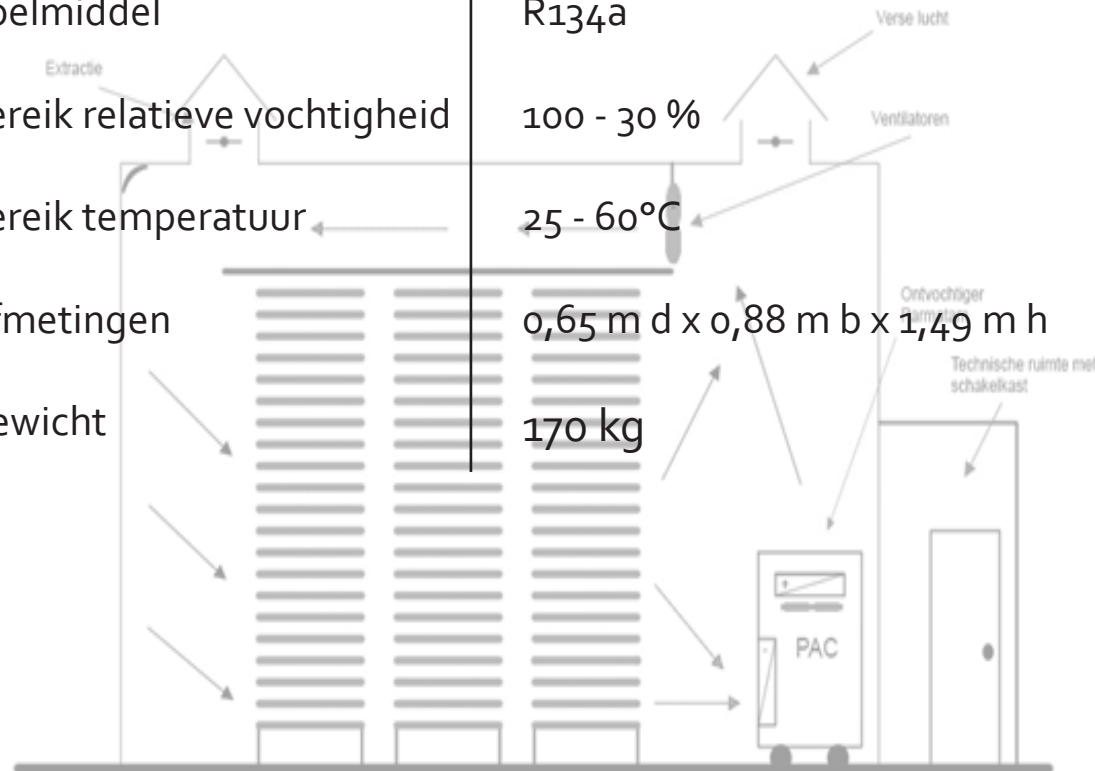 oelmiddel R134a
Verse lucht
Extractie
ereik relatieve vochtigheid 100 - 30 %
Ventilatoren
ereik temperatuur 25 - 60°C
Ontvochtiger
fmetingen 0,65 m d x 0,88 m b x 1,49 m h
Technische ruimte met
schakelkast
ewicht 170 kg
PAC